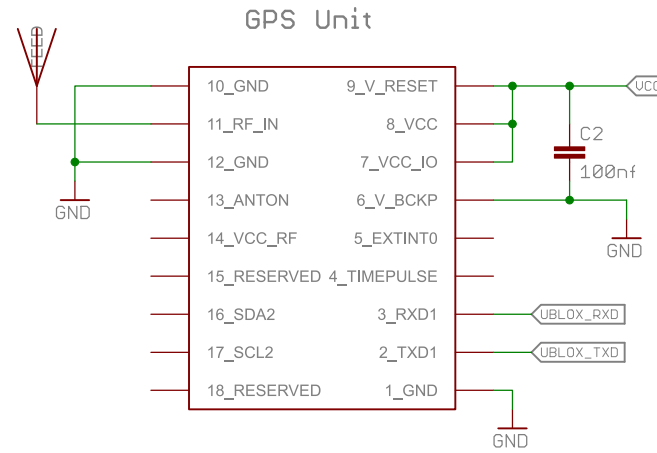 GPS Unit
FEED
10_GND
11_RF_IN
12_GND
13_ANTON
14_VCC_RF
15_RESERVED
16_SDA2
17_SCL2
18_RESERVED
9_V_RESET
8_VCC
7_VCC_IO
6_V_BCKP
5_EXTINT0
4_TIMEPULSE
3_RXD1
2_TXD1
1_GND
GND
VCC
C2
100nf
GND
UBLOX_RXD
UBLOX_TXD
GND